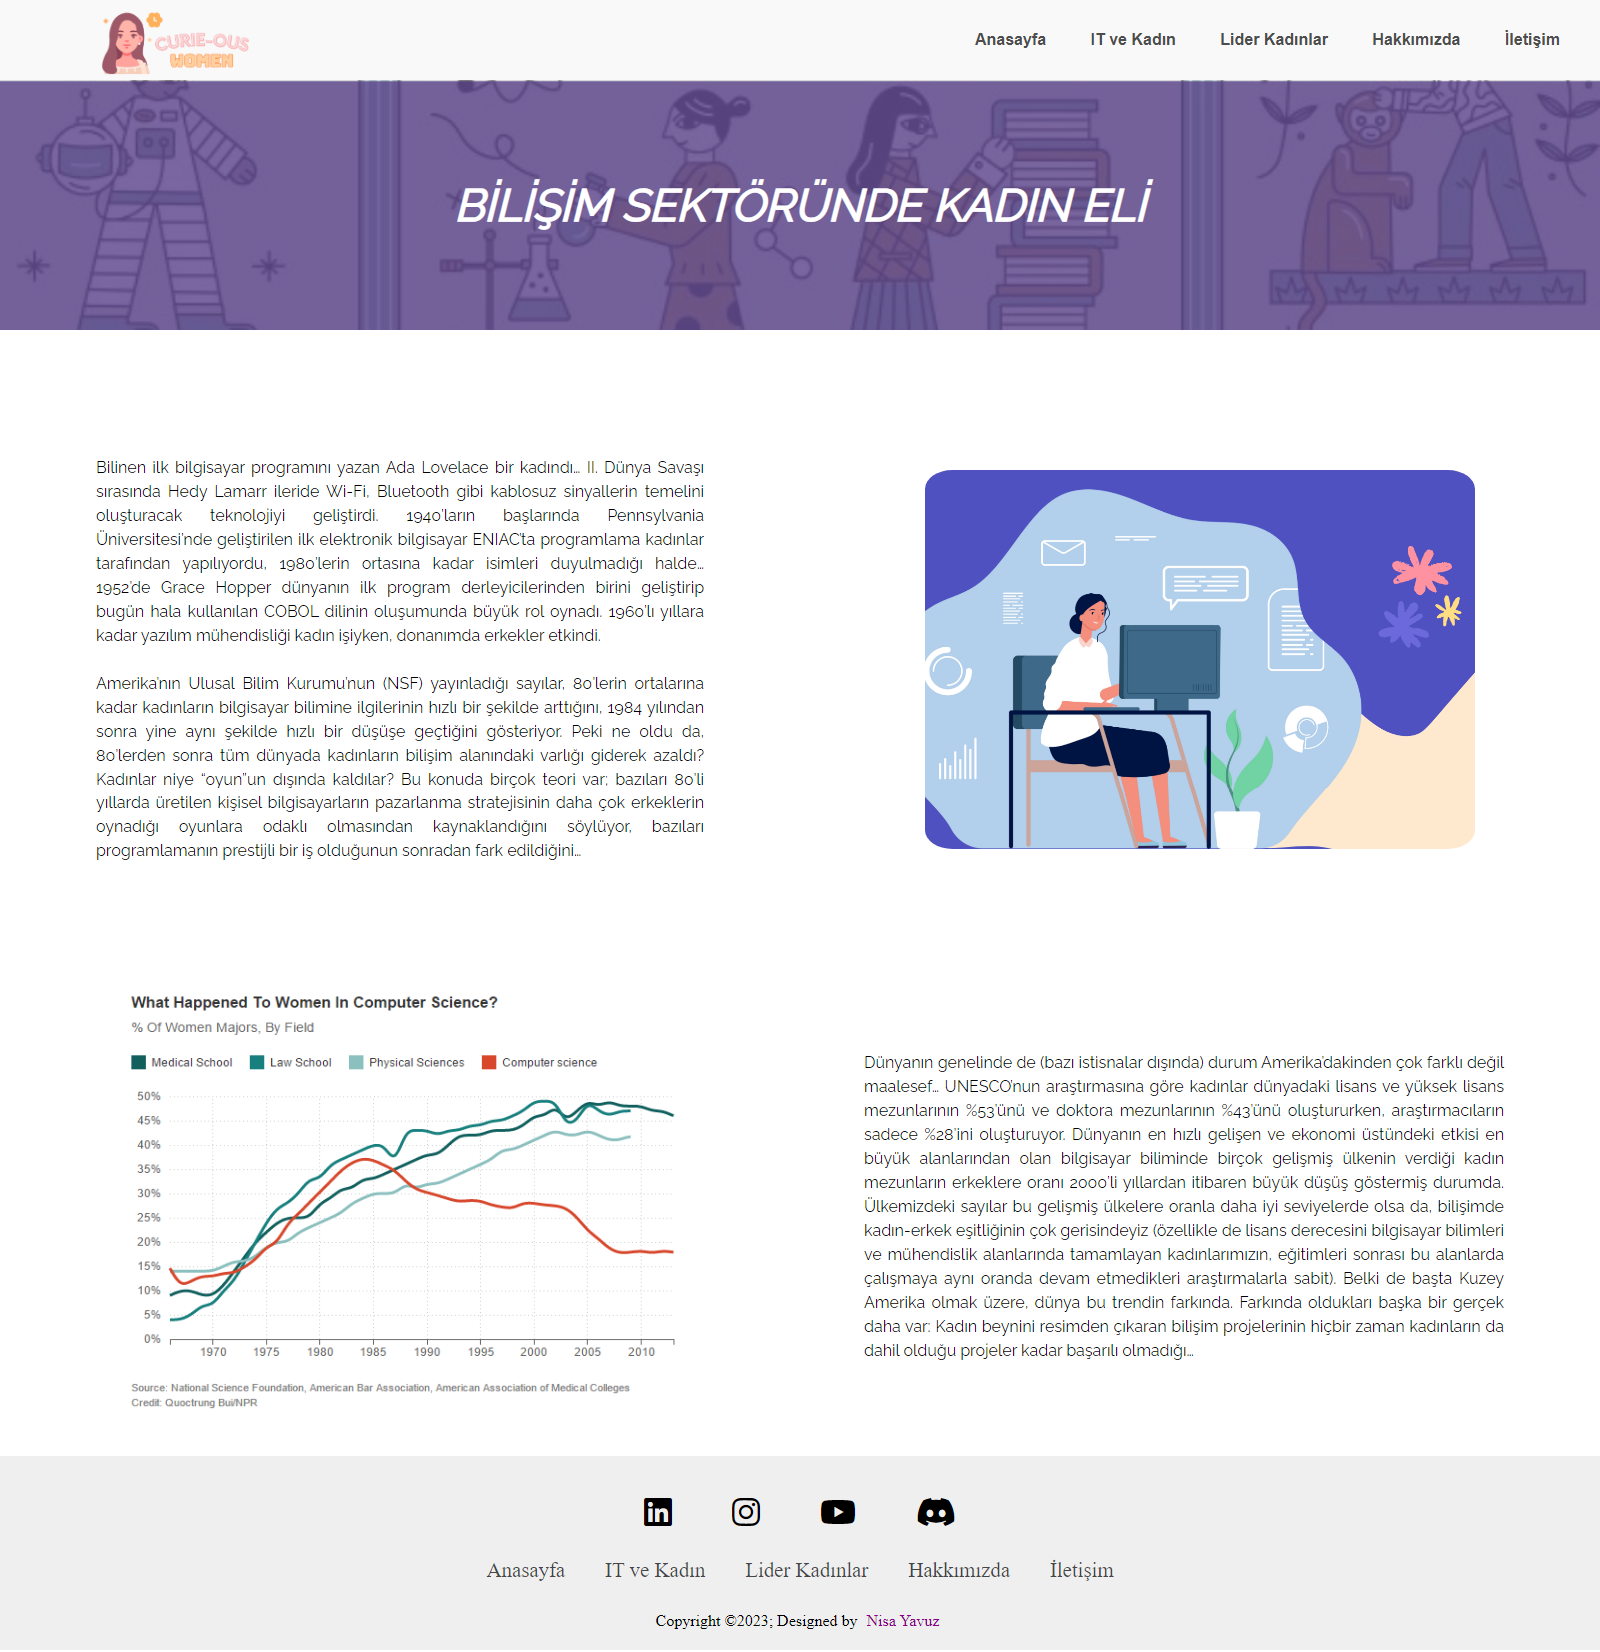 CURIE-OUS
WOMEN
Anasayfa IT ve Kadın Lider Kadınlar Hakkımızda İletişim
BİLİŞİM SEKTÖRÜNDE KADIN ELİ
Bilinen ilk bilgisayar programını yazan Ada Lovelace bir kadındı… II. Dünya Savaşı
sırasında Hedy Lamarr ileride Wi-Fi, Bluetooth gibi kablosuz sinyallerin temelini
oluşturacak teknolojiyi geliştirdi. 1940'ların başlarında Pennsylvania
Üniversitesi'nde geliştirilen ilk elektronik bilgisayar ENIAC'ta programlama kadınlar
tarafından yapılıyordu, 1980'lerin ortasına kadar isimleri duyulmadığı halde…
1952'de Grace Hopper dünyanın ilk program derleyicilerinden birini geliştirip
bugün hala kullanılan COBOL dilinin oluşumunda büyük rol oynadı. 1960'lı yıllara
kadar yazılım mühendisliği kadın işiyken, donanımda erkekler etkindi.
Amerika'nın Ulusal Bilim Kurumu'nun (NSF) yayınladığı sayılar, 80'lerin ortalarına
kadar kadınların bilgisayar bilimine ilgilerinin hızlı bir şekilde arttığını, 1984 yılından
sonra yine aynı şekilde hızlı bir düşüşe geçtiğini gösteriyor. Peki ne oldu da,
80'lerden sonra tüm dünyada kadınların bilişim alanındaki varlığı giderek azaldı?
Kadınlar niye “oyun”un dışında kaldılar? Bu konuda birçok teori var; bazıları 80'li
yıllarda üretilen kişisel bilgisayarların pazarlanma stratejisinin daha çok erkeklerin
oynadığı oyunlara odaklı olmasından kaynaklandığını söylüyor, bazıları
programlamanın prestijli bir iş olduğunun sonradan fark edildiğini…
What Happened To Women In Computer Science?
% Of Women Majors, By Field
Medical School Law School Physical Sciences Computer science
50%
45%
40%
35%
30%
25%
20%
15%
10%
5%
0%
1970 1975 1980 1985 1990 1995 2000 2005 2010
Source: National Science Foundation, American Bar Association, American Association of Medical Colleges
Credit: Quoctrung Bui/NPR
Dünyanın genelinde de (bazı istisnalar dışında) durum Amerika'dakinden çok farklı değil
maalesef… UNESCO'nun araştırmasına göre kadınlar dünyadaki lisans ve yüksek lisans
mezunlarının %53'ünü ve doktora mezunlarının %43'ünü oluştururken, araştırmacıların
sadece %28'ini oluşturuyor. Dünyanın en hızlı gelişen ve ekonomi üstündeki etkisi en
büyük alanlarından olan bilgisayar biliminde birçok gelişmiş ülkenin verdiği kadın
mezunların erkeklere oranı 2000'li yıllardan itibaren büyük düşüş göstermiş durumda.
Ülkemizdeki sayılar bu gelişmiş ülkelere oranla daha iyi seviyelerde olsa da, bilişimde
kadın-erkek eşitliğinin çok gerisindeyiz (özellikle de lisans derecesini bilgisayar bilimleri
ve mühendislik alanlarında tamamlayan kadınlarımızın, eğitimleri sonrası bu alanlarda
çalışmaya aynı oranda devam etmedikleri araştırmalarla sabit). Belki de başta Kuzey
Amerika olmak üzere, dünya bu trendin farkında. Farkında oldukları başka bir gerçek
daha var: Kadın beynini resimden çıkaran bilişim projelerinin hiçbir zaman kadınların da
dahil olduğu projeler kadar başarılı olmadığı…
Anasayfa IT ve Kadın Lider Kadınlar Hakkımızda İletişim
Copyright ©2023; Designed by Nisa Yavuz